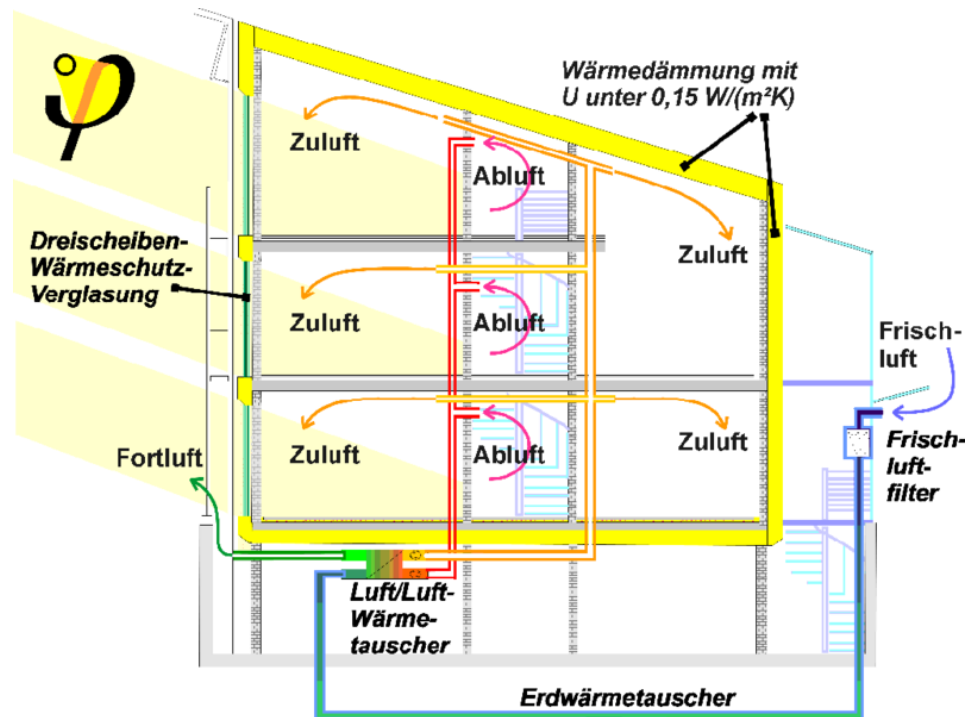 Wärmedämmung mit
U unter 0,15 W/(m²K)
Zuluft
Abluft
Dreischeiben-
Wärmeschutz-
Verglasung
Zuluft
Zuluft
Abluft
Frisch-
luft
Zuluft
Abluft
Zuluft
Fortluft
Frisch-
luft-
filter
Luft/Luft-
Wärme-
tauscher
Erdwärmetauscher